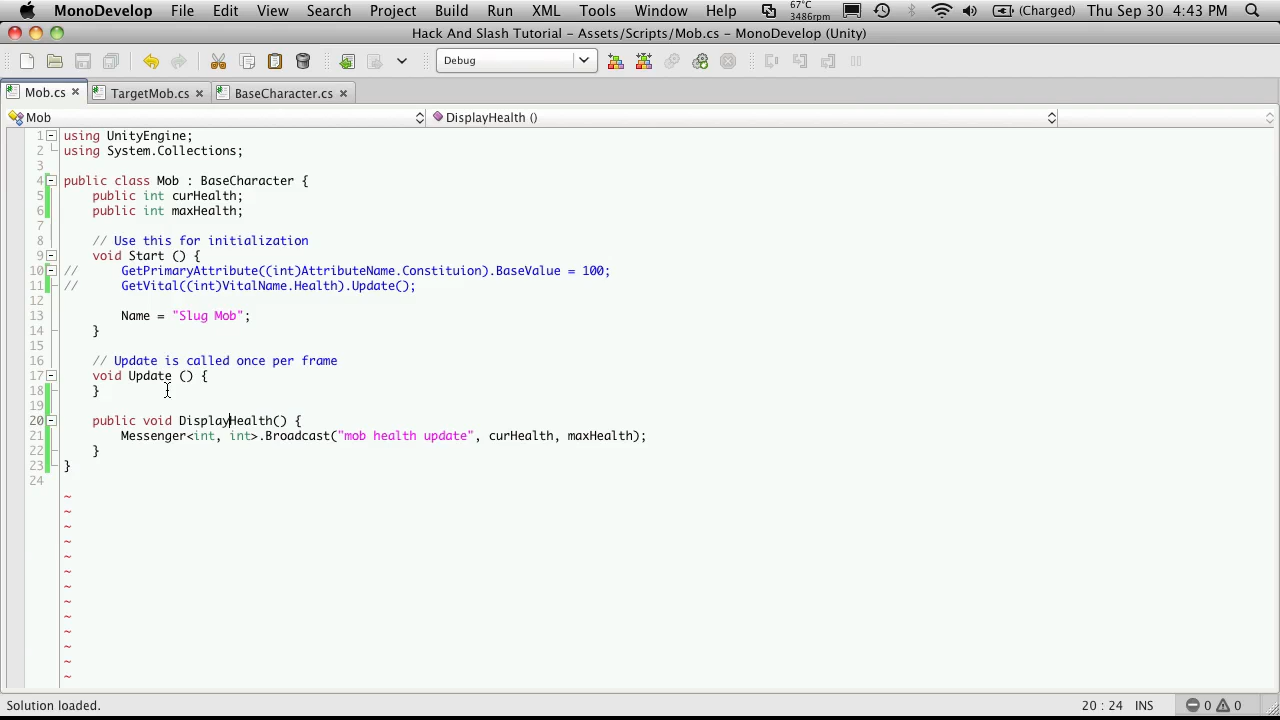 MonoDevelop File Edit View Search Project Build Run XML Tools Window Help 67°C 3486rpm (Charged) Thu Sep 30 4:43 PM
Hack And Slash Tutorial - Assets/Scripts/Mob.cs - MonoDevelop (Unity)
Debug
Mob.cs TargetMob.cs BaseCharacter.cs
Mob DisplayHealth ()
1 using UnityEngine;
2 using System.Collections;
3
4 public class Mob : BaseCharacter {
5 public int curHealth;
6 public int maxHealth;
7
8 // Use this for initialization
9 void Start () {
10 // GetPrimaryAttribute((int)AttributeName.Constituion).BaseValue = 100;
11 // GetVital((int)VitalName.Health).Update();
12
13 Name = "Slug Mob";
14 }
15
16 // Update is called once per frame
17 void Update () {
18 }
19
20 public void DisplayHealth() {
21 Messenger<int, int>.Broadcast("mob health update", curHealth, maxHealth);
22 }
23 }
24
~
~
~
~
~
~
~
~
~
~
~
~
~
Solution loaded. 20 : 24 INS 0 0